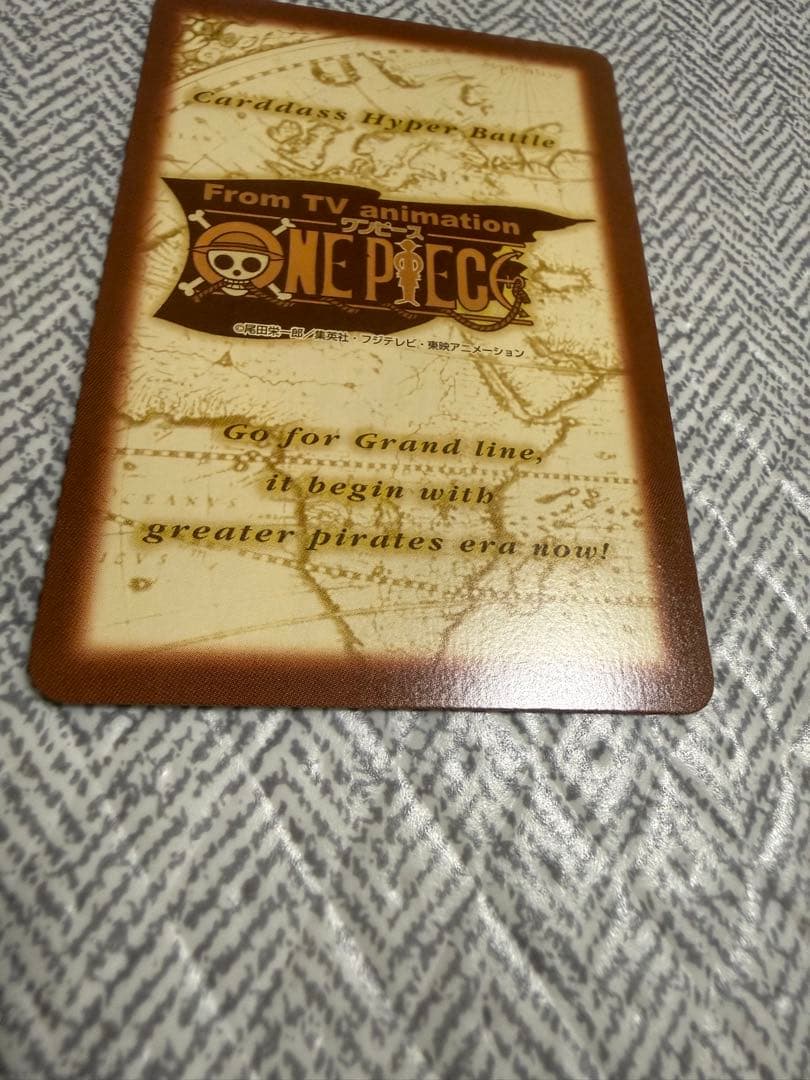 Carddass Hyper Battle
From TV animation
ワンピース
ONE PIECE
©尾田栄一郎／集英社・フジテレビ・東映アニメーション
Go for Grand line,
it begin with
greater pirates era now!